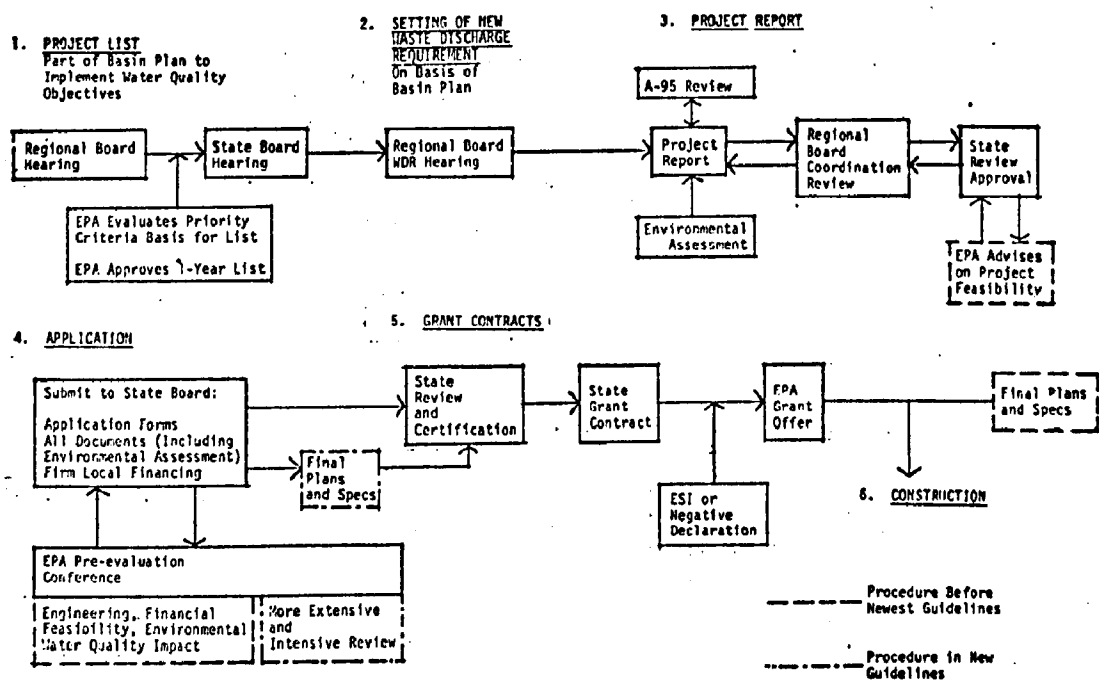 1. PROJECT LIST
Part of Basin Plan to
Implement Water Quality
Objectives
2. SETTING OF NEW
WASTE DISCHARGE
REQUIREMENT
On Basis of
Basin Plan
3. PROJECT REPORT
Regional Board
Hearing
State Board
Hearing
EPA Evaluates Priority
Criteria Basis for List
EPA Approves 1-Year List
Regional Board
WDR Hearing
A-95 Review
Project
Report
Environmental
Assessment
Regional
Board
Coordination
Review
State
Review
Approval
EPA Advises
on Project
Feasibility
4. APPLICATION
Submit to State Board:
Application Forms
All Documents (Including
Environmental Assessment)
Firm Local Financing
EPA Pre-evaluation
Conference
Engineering, Financial
Feasibility, Environmental
Water Quality Impact
More Extensive
and
Intensive Review
5. GRANT CONTRACTS
Final
Plans
and Specs
State
Review
and
Certification
State
Grant
Contract
ESI or
Negative
Declaration
EPA
Grant
Offer
Final Plans
and Specs
6. CONSTRUCTION
Procedure Before
Newest Guidelines
Procedure in New
Guidelines